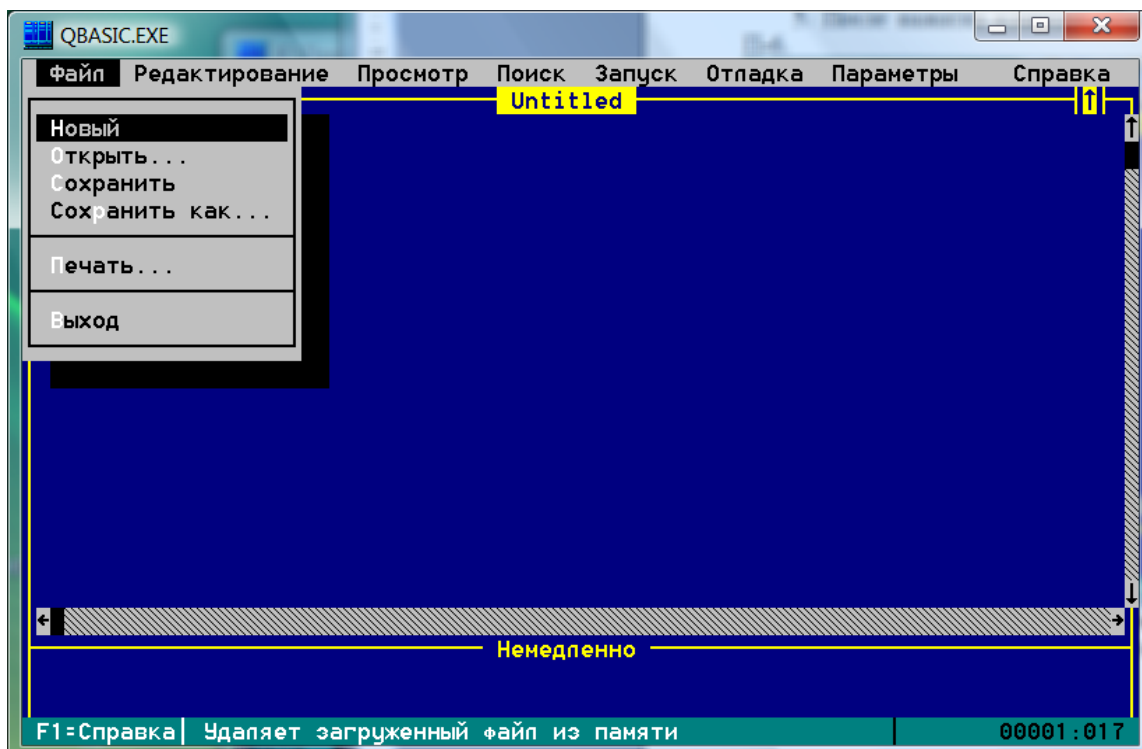 QBASIC.EXE
Файл Редактирование Просмотр Поиск Запуск Отладка Параметры Справка
Untitled
Новый
Открыть...
Сохранить
Сохранить как...
Печать...
Выход
Немедленно
F1=Справка Удаляет загруженный файл из памяти 00001:017